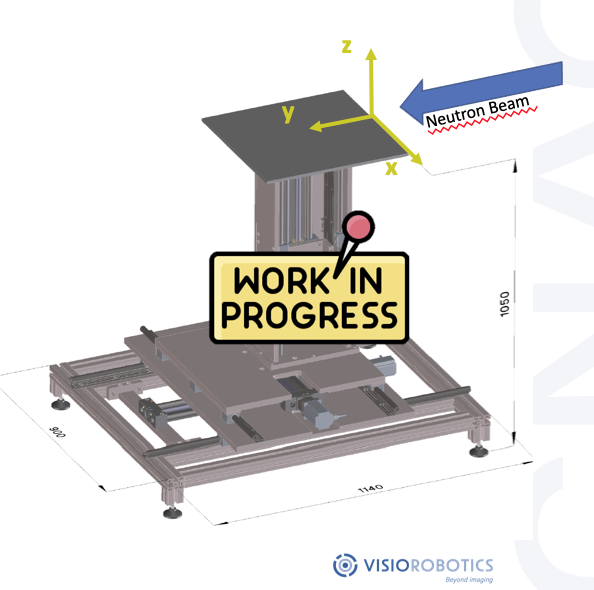 z
y
Neutron Beam
x
WORK IN
PROGRESS
1050
900
1140
VISIOROBOTICS
Beyond imaging